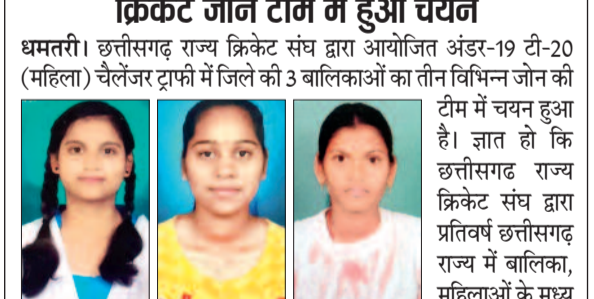 क्रिकेट जोन टीम में हुआ चयन
धमतरी। छत्तीसगढ़ राज्य क्रिकेट संघ द्वारा आयोजित अंडर-19 टी-20
(महिला) चैलेंजर ट्राफी में जिले की 3 बालिकाओं का तीन विभिन्न जोन की
टीम में चयन हुआ
है। ज्ञात हो कि
छत्तीसगढ राज्य
क्रिकेट संघ द्वारा
प्रतिवर्ष छत्तीसगढ़
राज्य में बालिका,
महिलाओं के मध्य